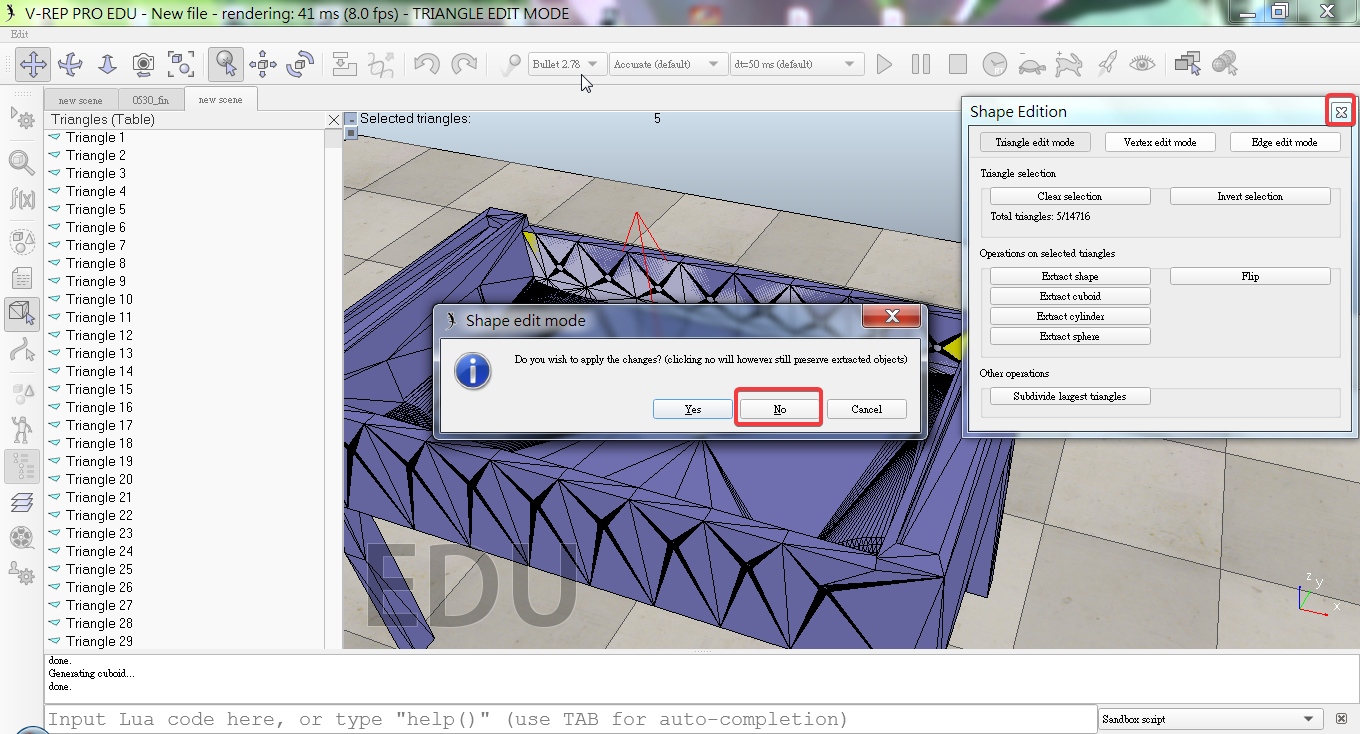 V-REP PRO EDU - New file - rendering: 41 ms (8.0 fps) - TRIANGLE EDIT MODE
Edit
Bullet 2.78
Accurate (default)
dt=50 ms (default)
f(x)
new scene
0530_fin
new scene
Triangles (Table)
Triangle 1
Triangle 2
Triangle 3
Triangle 4
Triangle 5
Triangle 6
Triangle 7
Triangle 8
Triangle 9
Triangle 10
Triangle 11
Triangle 12
Triangle 13
Triangle 14
Triangle 15
Triangle 16
Triangle 17
Triangle 18
Triangle 19
Triangle 20
Triangle 21
Triangle 22
Triangle 23
Triangle 24
Triangle 25
Triangle 26
Triangle 27
Triangle 28
Triangle 29
Selected triangles: 5
Shape Edition
Triangle edit mode
Vertex edit mode
Edge edit mode
Triangle selection
Clear selection
Invert selection
Total triangles: 5/14716
Operations on selected triangles
Extract shape
Flip
Extract cuboid
Extract cylinder
Extract sphere
Other operations
Subdivide largest triangles
Shape edit mode
Do you wish to apply the changes? (clicking no will however still preserve extracted objects)
Yes
No
Cancel
EDU
z
y
x
done.
Generating cuboid...
done.
Input Lua code here, or type "help()" (use TAB for auto-completion)
Sandbox script